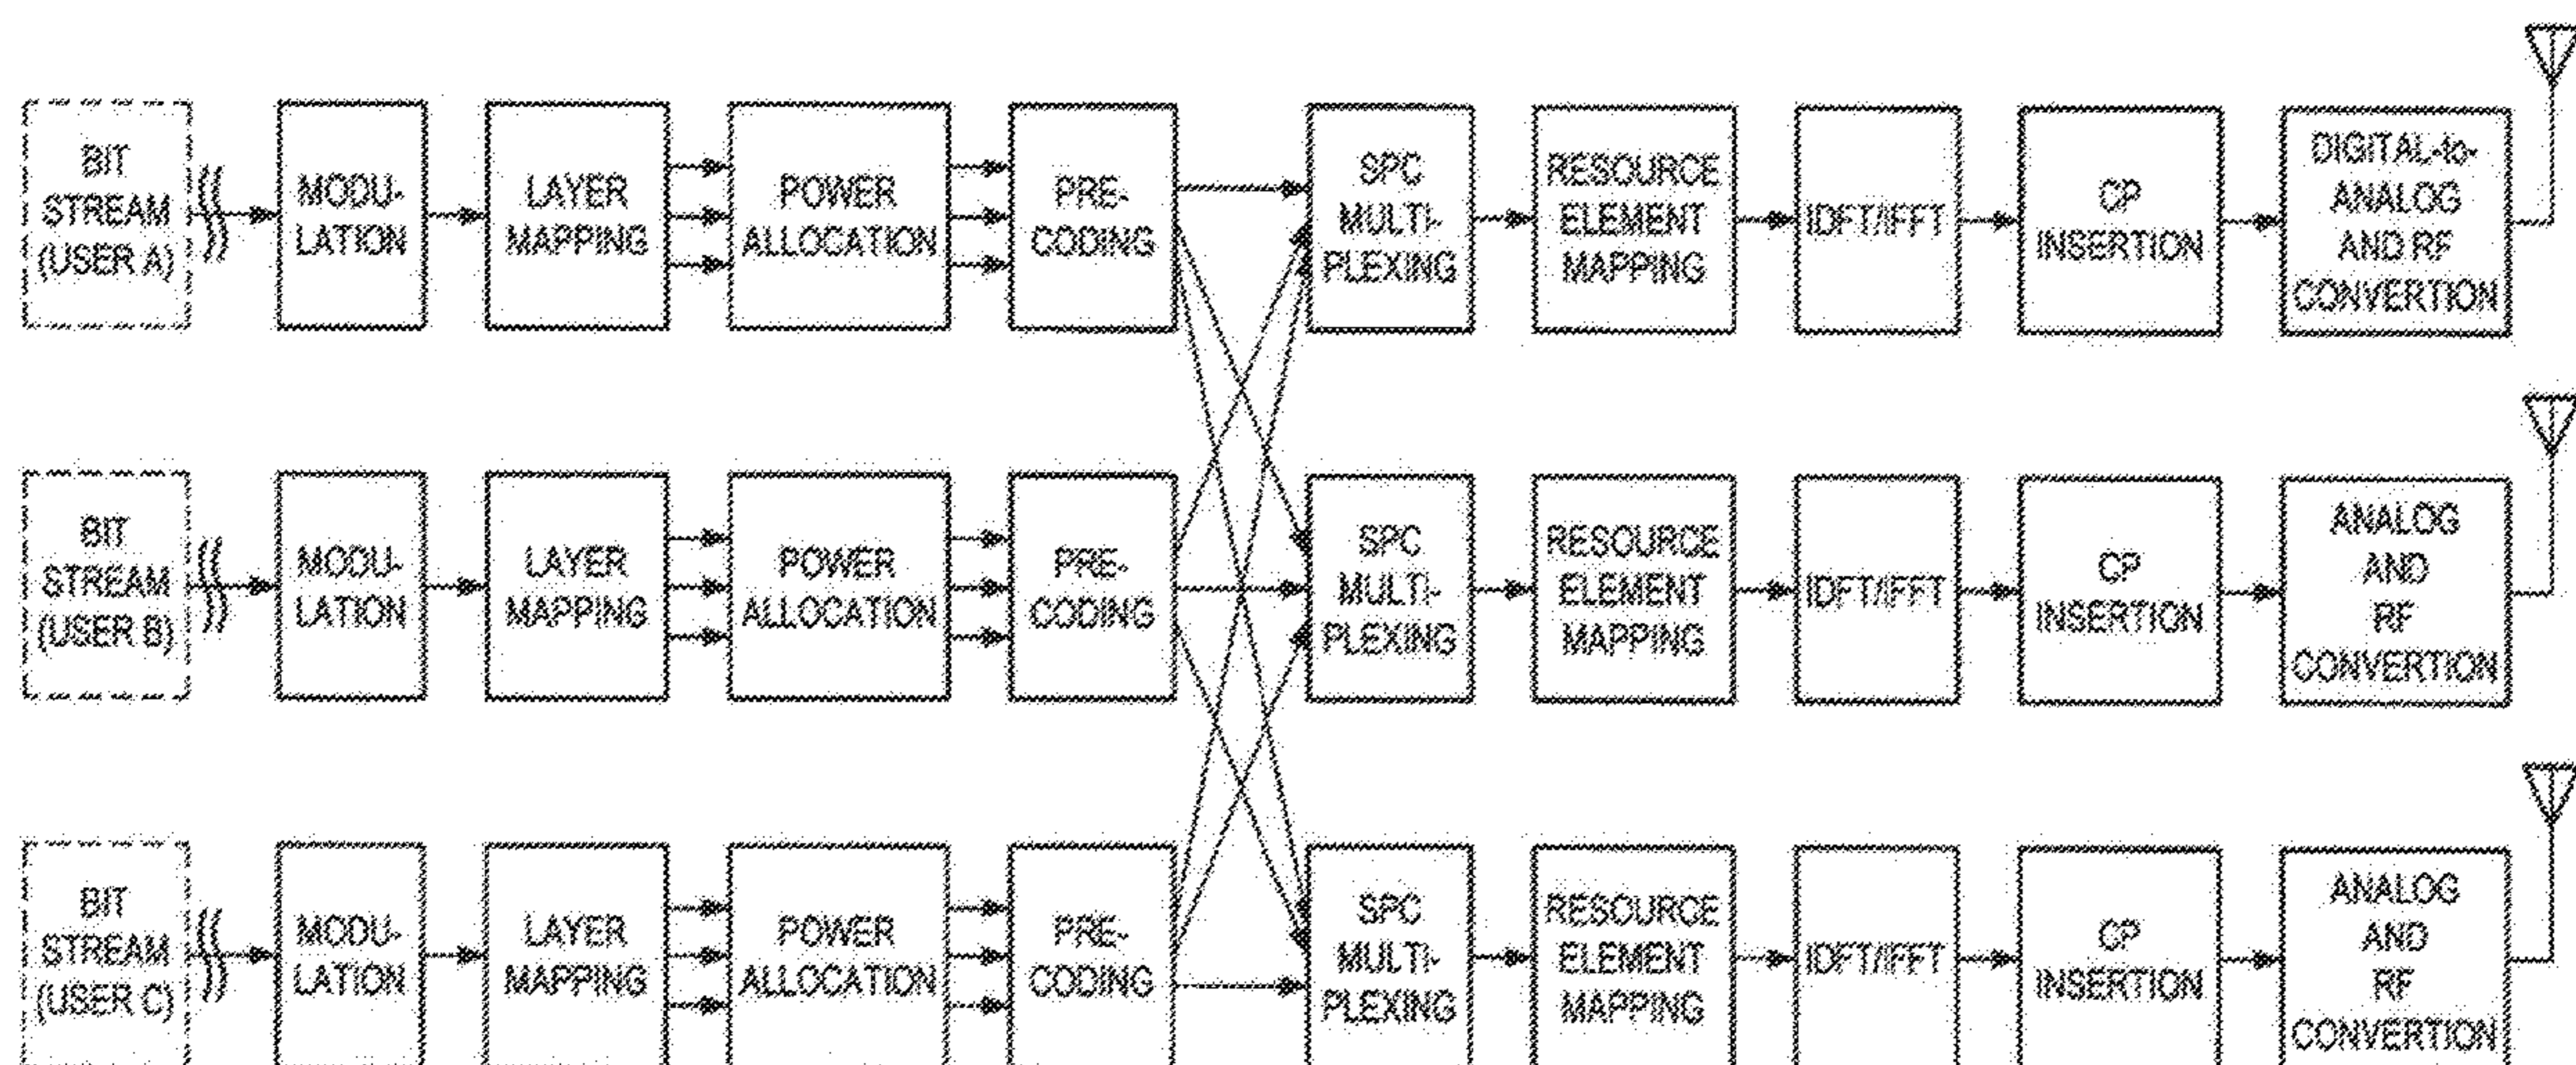 BIT
STREAM
(USER A)
MODU-
LATION
LAYER
MAPPING
POWER
ALLOCATION
PRE-
CODING
SPC
MULTI-
PLEXING
RESOURCE
ELEMENT
MAPPING
IDFT/IFFT
CP
INSERTION
DIGITAL-to-
ANALOG
AND RF
CONVERTION
BIT
STREAM
(USER B)
MODU-
LATION
LAYER
MAPPING
POWER
ALLOCATION
PRE-
CODING
SPC
MULTI-
PLEXING
RESOURCE
ELEMENT
MAPPING
IDFT/IFFT
CP
INSERTION
ANALOG
AND
RF
CONVERTION
BIT
STREAM
(USER C)
MODU-
LATION
LAYER
MAPPING
POWER
ALLOCATION
PRE-
CODING
SPC
MULTI-
PLEXING
RESOURCE
ELEMENT
MAPPING
IDFT/IFFT
CP
INSERTION
ANALOG
AND
RF
CONVERTION